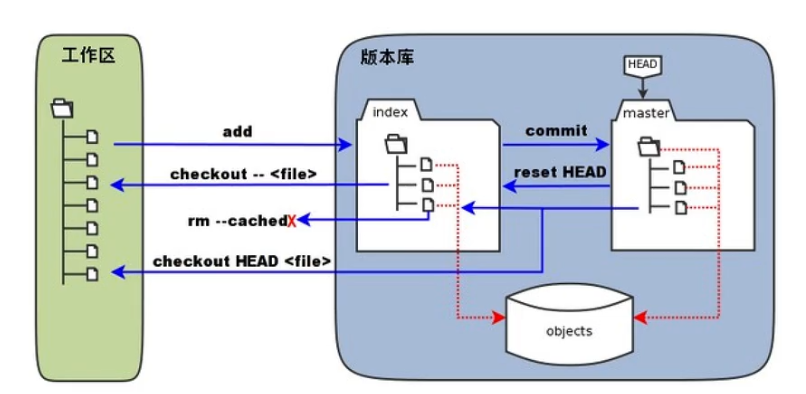 工作区
版本库
HEAD
index
master
add
commit
checkout -- <file>
reset HEAD
rm --cachedX
checkout HEAD <file>
objects